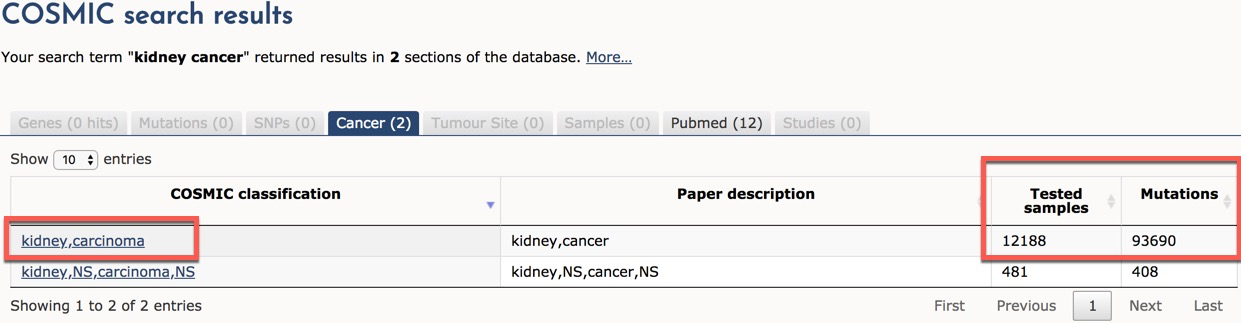 COSMIC search results
Your search term "kidney cancer" returned results in 2 sections of the database. More...
Genes (0 hits) Mutations (0) SNPs (0) Cancer (2) Tumour Site (0) Samples (0) Pubmed (12) Studies (0)
Show 10 entries
COSMIC classification Paper description Tested samples Mutations
kidney,carcinoma kidney,cancer 12188 93690
kidney,NS,carcinoma,NS kidney,NS,cancer,NS 481 408
Showing 1 to 2 of 2 entries First Previous 1 Next Last